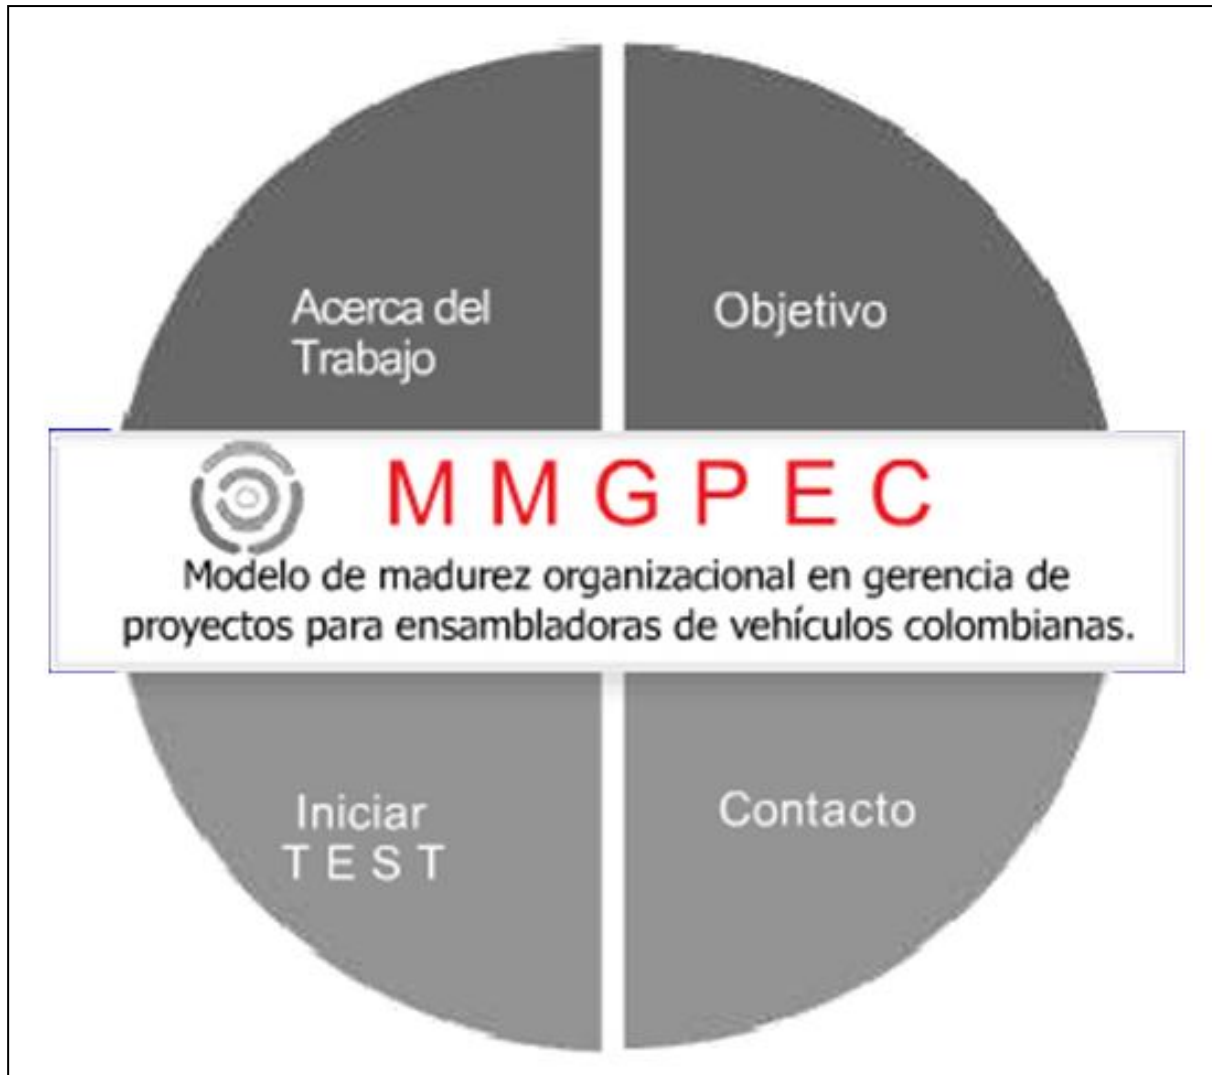 Acerca del
Trabajo
Objetivo
M M G P E C
Modelo de madurez organizacional en gerencia de
proyectos para ensambladoras de vehículos colombianas.
Iniciar
T E S T
Contacto